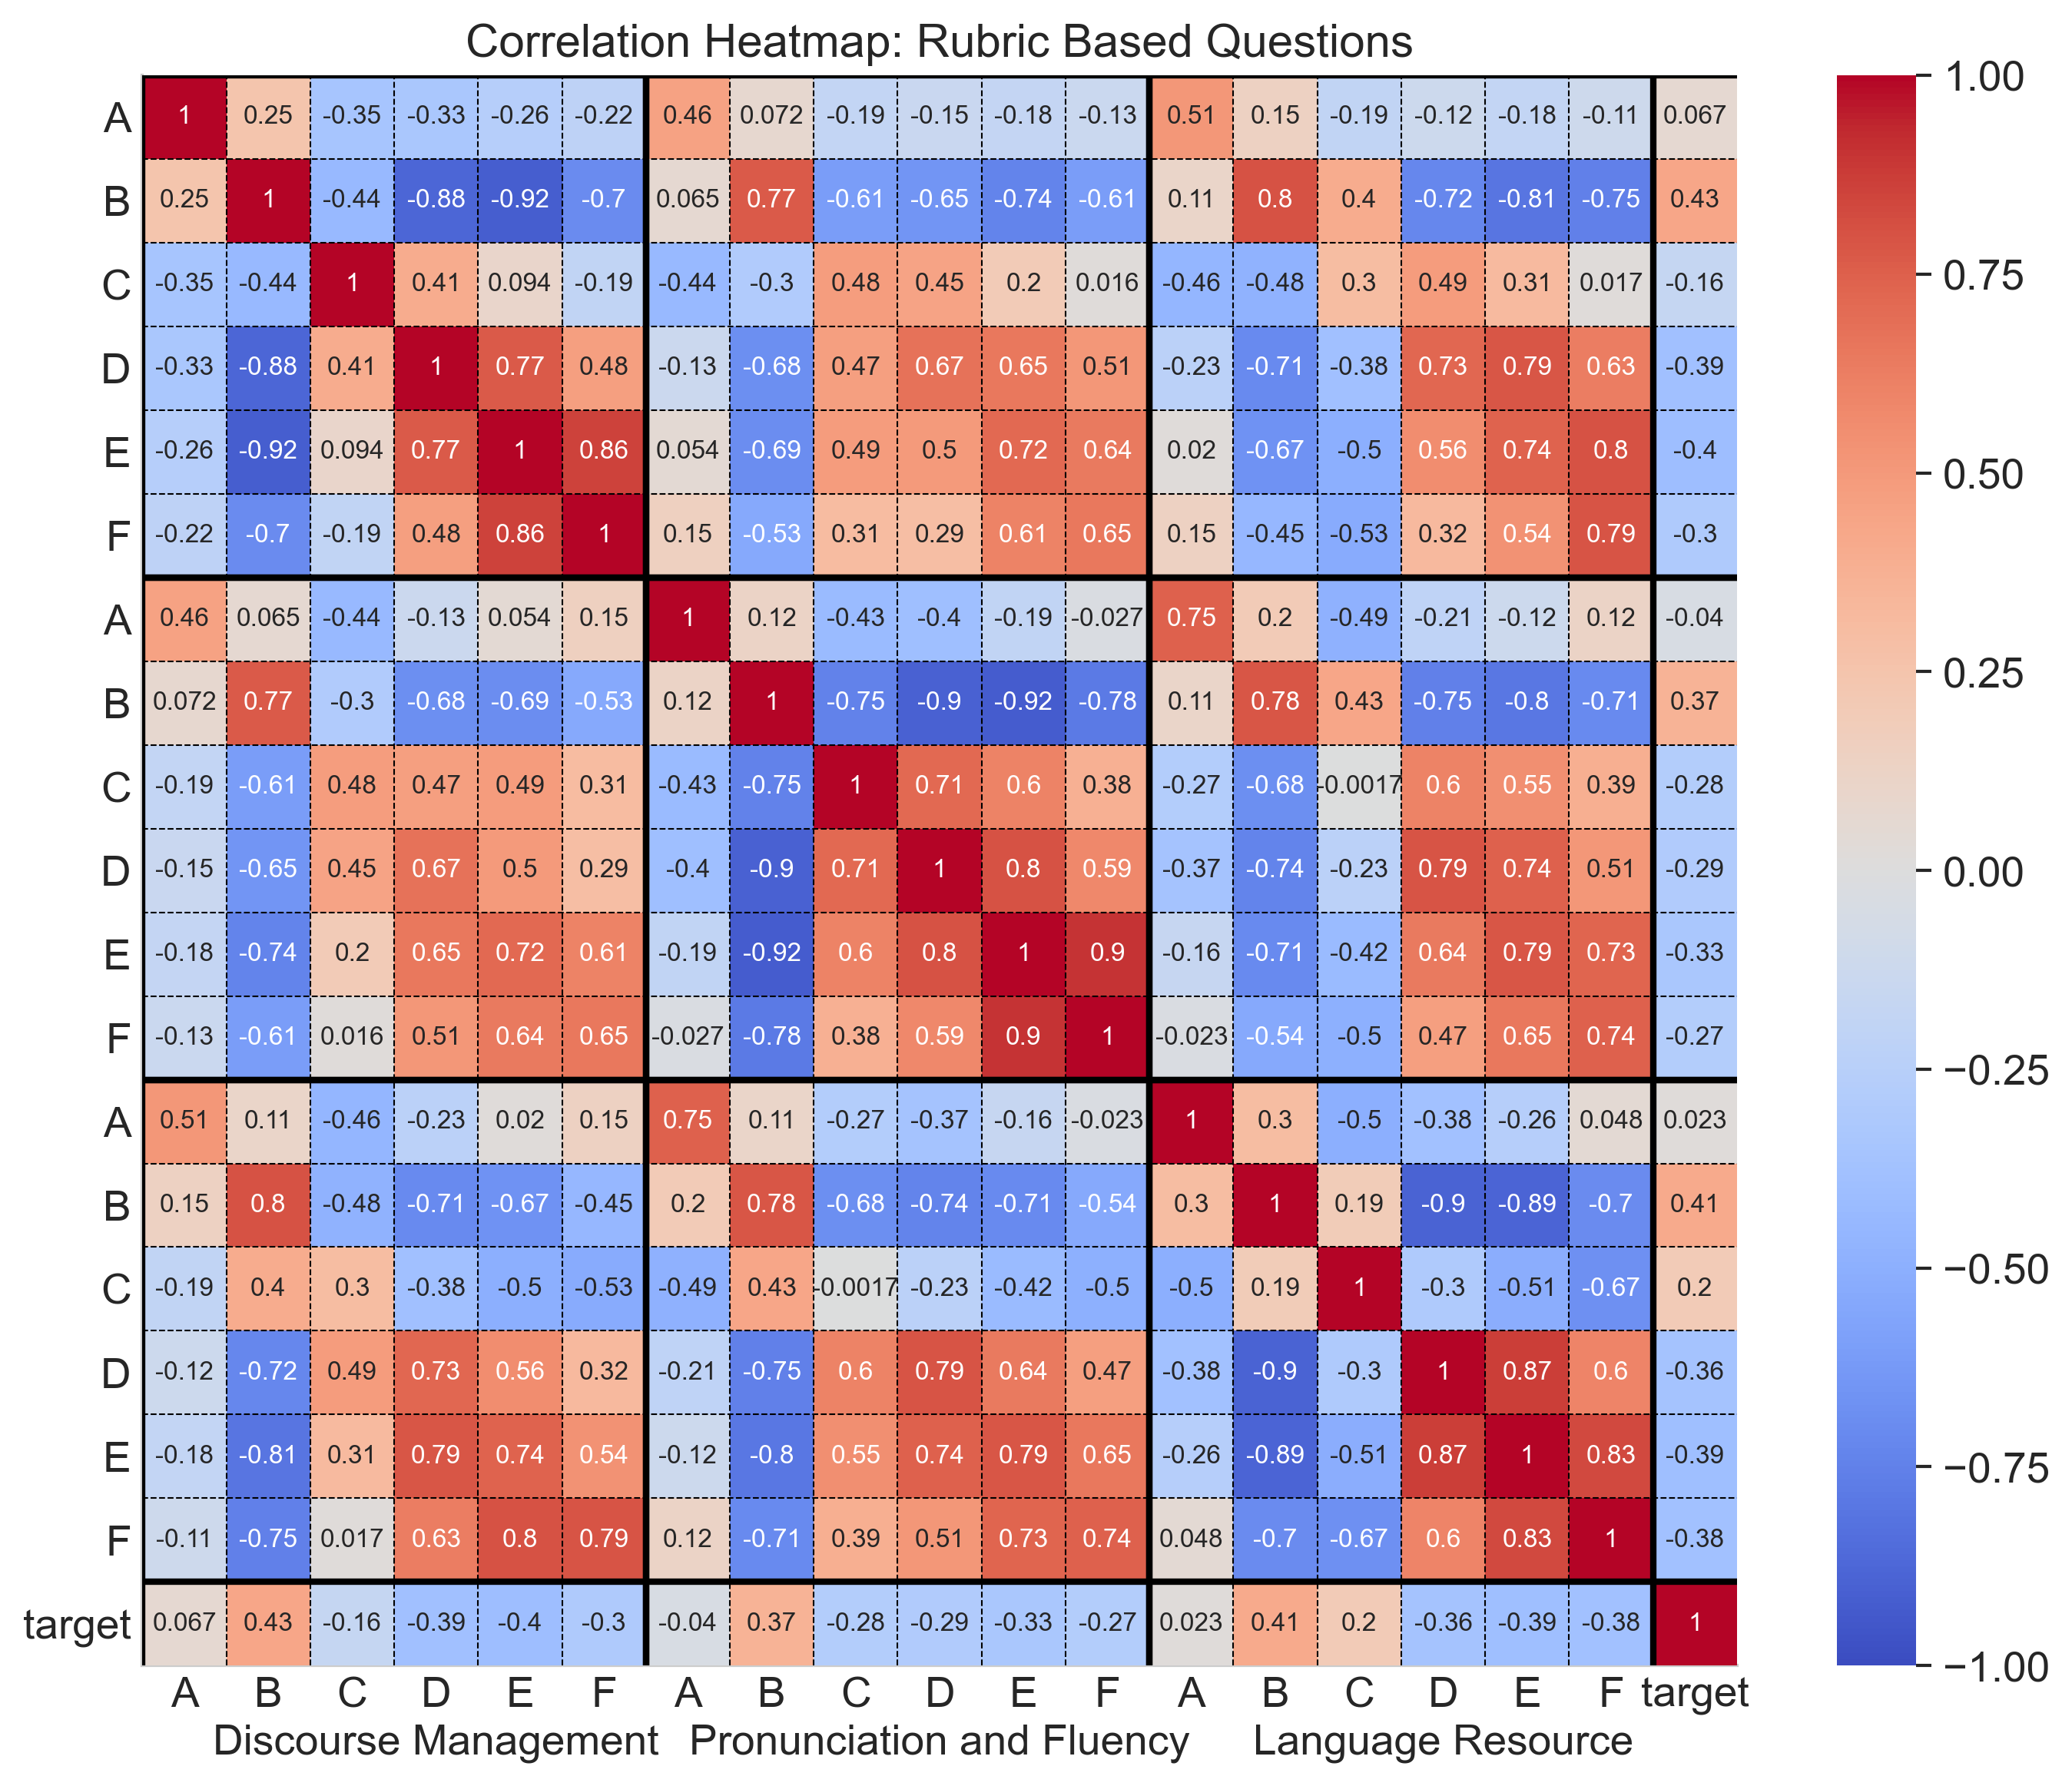 Correlation Heatmap: Rubric Based Questions
A 1 0.25 -0.35 -0.33 -0.26 -0.22 0.46 0.072 -0.19 -0.15 -0.18 -0.13 0.51 0.15 -0.19 -0.12 -0.18 -0.11 0.067
B 0.25 1 -0.44 -0.88 -0.92 -0.7 0.065 0.77 -0.61 -0.65 -0.74 -0.61 0.11 0.8 0.4 -0.72 -0.81 -0.75 0.43
C -0.35 -0.44 1 0.41 0.094 -0.19 -0.44 -0.3 0.48 0.45 0.2 0.016 -0.46 -0.48 0.3 0.49 0.31 0.017 -0.16
D -0.33 -0.88 0.41 1 0.77 0.48 -0.13 -0.68 0.47 0.67 0.65 0.51 -0.23 -0.71 -0.38 0.73 0.79 0.63 -0.39
E -0.26 -0.92 0.094 0.77 1 0.86 0.054 -0.69 0.49 0.5 0.72 0.64 0.02 -0.67 -0.5 0.56 0.74 0.8 -0.4
F -0.22 -0.7 -0.19 0.48 0.86 1 0.15 -0.53 0.31 0.29 0.61 0.65 0.15 -0.45 -0.53 0.32 0.54 0.79 -0.3
A 0.46 0.065 -0.44 -0.13 0.054 0.15 1 0.12 -0.43 -0.4 -0.19 -0.027 0.75 0.2 -0.49 -0.21 -0.12 0.12 -0.04
B 0.072 0.77 -0.3 -0.68 -0.69 -0.53 0.12 1 -0.75 -0.9 -0.92 -0.78 0.11 0.78 0.43 -0.75 -0.8 -0.71 0.37
C -0.19 -0.61 0.48 0.47 0.49 0.31 -0.43 -0.75 1 0.71 0.6 0.38 -0.27 -0.68 -0.0017 0.6 0.55 0.39 -0.28
D -0.15 -0.65 0.45 0.67 0.5 0.29 -0.4 -0.9 0.71 1 0.8 0.59 -0.37 -0.74 -0.23 0.79 0.74 0.51 -0.29
E -0.18 -0.74 0.2 0.65 0.72 0.61 -0.19 -0.92 0.6 0.8 1 0.9 -0.16 -0.71 -0.42 0.64 0.79 0.73 -0.33
F -0.13 -0.61 0.016 0.51 0.64 0.65 -0.027 -0.78 0.38 0.59 0.9 1 -0.023 -0.54 -0.5 0.47 0.65 0.74 -0.27
A 0.51 0.11 -0.46 -0.23 0.02 0.15 0.75 0.11 -0.27 -0.37 -0.16 -0.023 1 0.3 -0.5 -0.38 -0.26 0.048 0.023
B 0.15 0.8 -0.48 -0.71 -0.67 -0.45 0.2 0.78 -0.68 -0.74 -0.71 -0.54 0.3 1 0.19 -0.9 -0.89 -0.7 0.41
C -0.19 0.4 0.3 -0.38 -0.5 -0.53 -0.49 0.43 -0.0017 -0.23 -0.42 -0.5 -0.5 0.19 1 -0.3 -0.51 -0.67 0.2
D -0.12 -0.72 0.49 0.73 0.56 0.32 -0.21 -0.75 0.6 0.79 0.64 0.47 -0.38 -0.9 -0.3 1 0.87 0.6 -0.36
E -0.18 -0.81 0.31 0.79 0.74 0.54 -0.12 -0.8 0.55 0.74 0.79 0.65 -0.26 -0.89 -0.51 0.87 1 0.83 -0.39
F -0.11 -0.75 0.017 0.63 0.8 0.79 0.12 -0.71 0.39 0.51 0.73 0.74 0.048 -0.7 -0.67 0.6 0.83 1 -0.38
target 0.067 0.43 -0.16 -0.39 -0.4 -0.3 -0.04 0.37 -0.28 -0.29 -0.33 -0.27 0.023 0.41 0.2 -0.36 -0.39 -0.38 1
A B C D E F A B C D E F A B C D E F target
Discourse Management Pronunciation and Fluency Language Resource
1.00
0.75
0.50
0.25
0.00
−0.25
−0.50
−0.75
−1.00